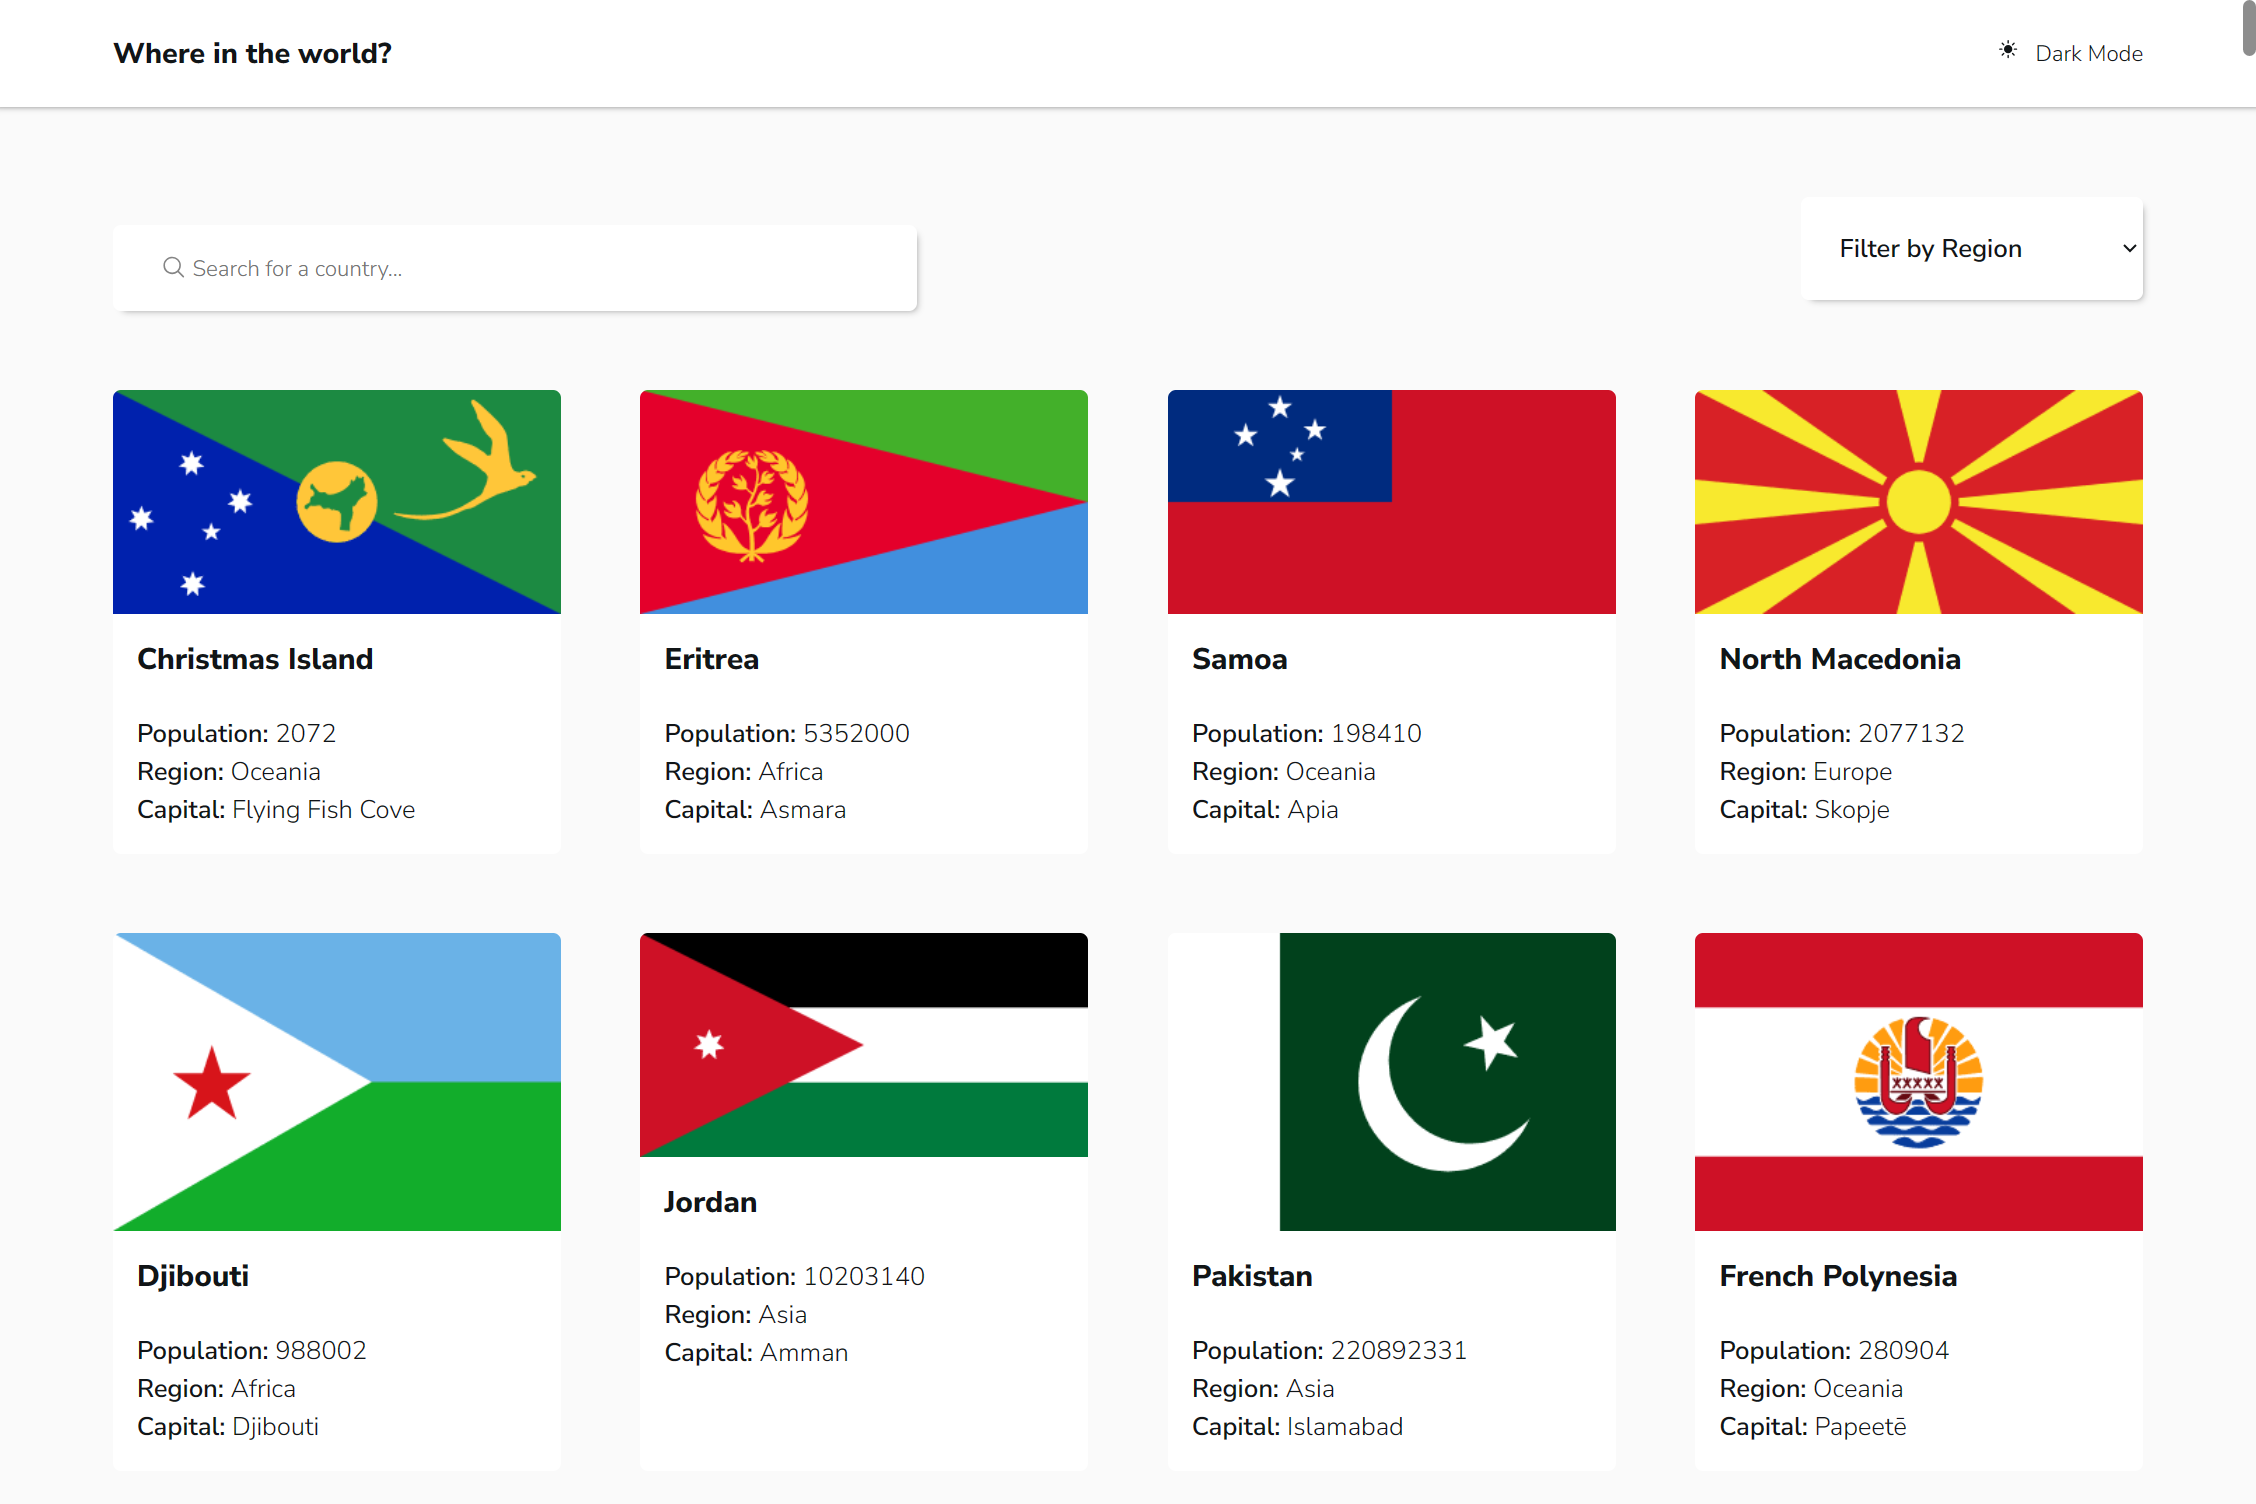 Where in the world?
Dark Mode
Search for a country...
Filter by Region
Christmas Island
Population: 2072
Region: Oceania
Capital: Flying Fish Cove
Eritrea
Population: 5352000
Region: Africa
Capital: Asmara
Samoa
Population: 198410
Region: Oceania
Capital: Apia
North Macedonia
Population: 2077132
Region: Europe
Capital: Skopje
Djibouti
Population: 988002
Region: Africa
Capital: Djibouti
Jordan
Population: 10203140
Region: Asia
Capital: Amman
Pakistan
Population: 220892331
Region: Asia
Capital: Islamabad
French Polynesia
Population: 280904
Region: Oceania
Capital: Papeetē